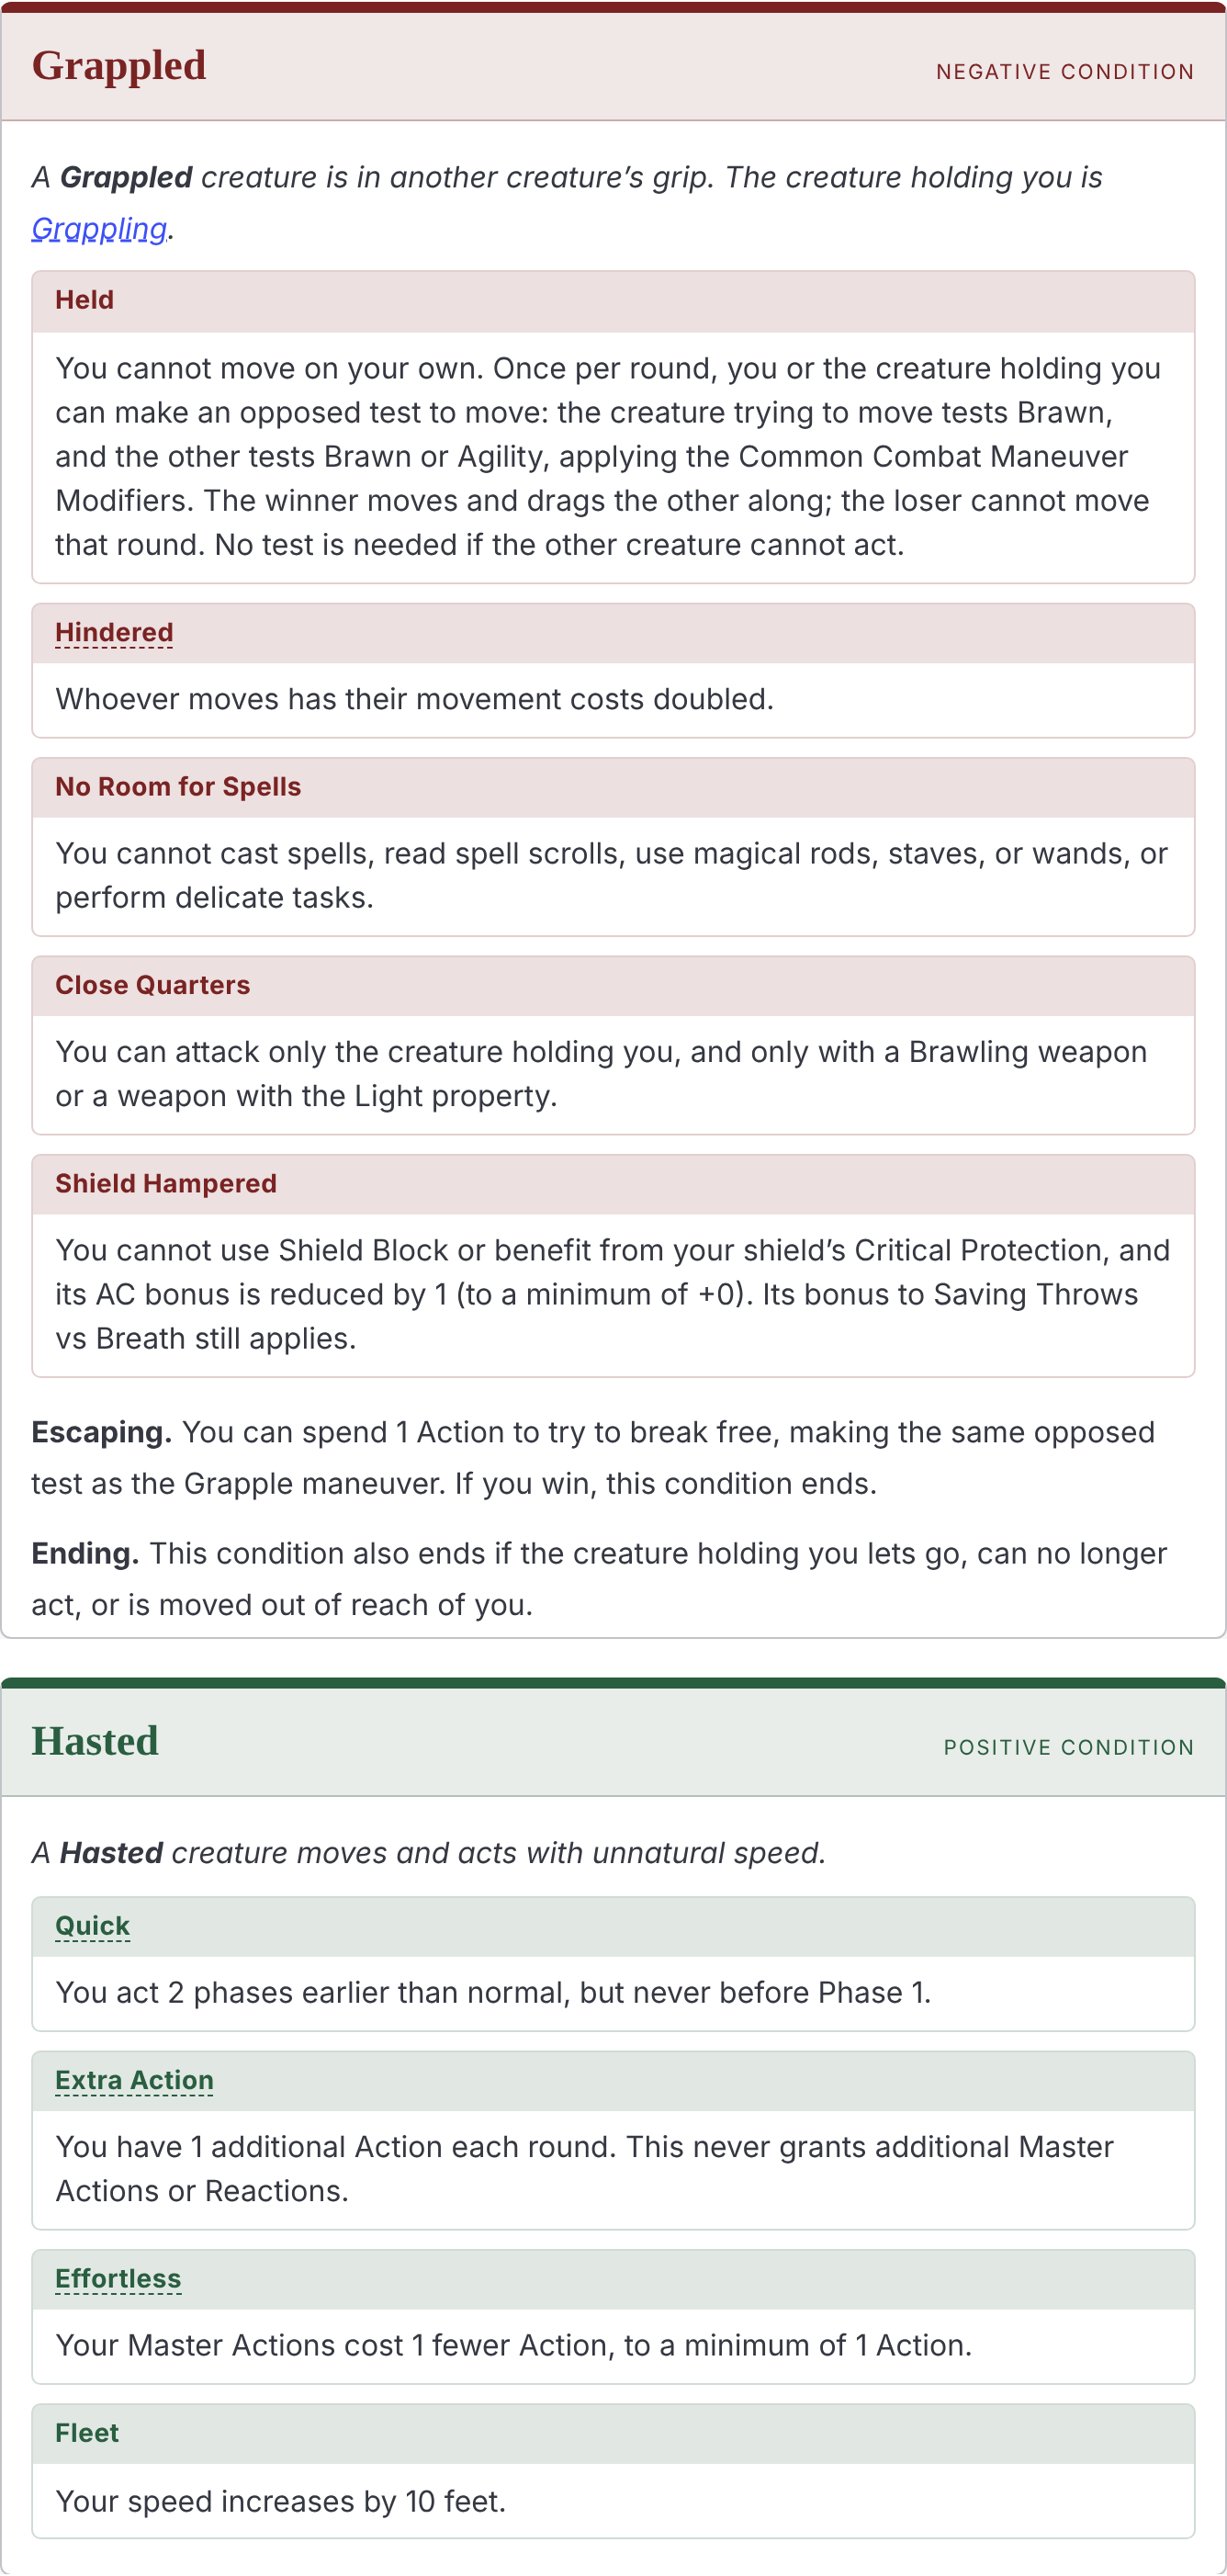 Grappled
NEGATIVE CONDITION
A Grappled creature is in another creature’s grip. The creature holding you is
Grappling.
Held
You cannot move on your own. Once per round, you or the creature holding you
can make an opposed test to move: the creature trying to move tests Brawn,
and the other tests Brawn or Agility, applying the Common Combat Maneuver
Modifiers. The winner moves and drags the other along; the loser cannot move
that round. No test is needed if the other creature cannot act.
Hindered
Whoever moves has their movement costs doubled.
No Room for Spells
You cannot cast spells, read spell scrolls, use magical rods, staves, or wands, or
perform delicate tasks.
Close Quarters
You can attack only the creature holding you, and only with a Brawling weapon
or a weapon with the Light property.
Shield Hampered
You cannot use Shield Block or benefit from your shield’s Critical Protection, and
its AC bonus is reduced by 1 (to a minimum of +0). Its bonus to Saving Throws
vs Breath still applies.
Escaping. You can spend 1 Action to try to break free, making the same opposed
test as the Grapple maneuver. If you win, this condition ends.
Ending. This condition also ends if the creature holding you lets go, can no longer
act, or is moved out of reach of you.
Hasted
POSITIVE CONDITION
A Hasted creature moves and acts with unnatural speed.
Quick
You act 2 phases earlier than normal, but never before Phase 1.
Extra Action
You have 1 additional Action each round. This never grants additional Master
Actions or Reactions.
Effortless
Your Master Actions cost 1 fewer Action, to a minimum of 1 Action.
Fleet
Your speed increases by 10 feet.